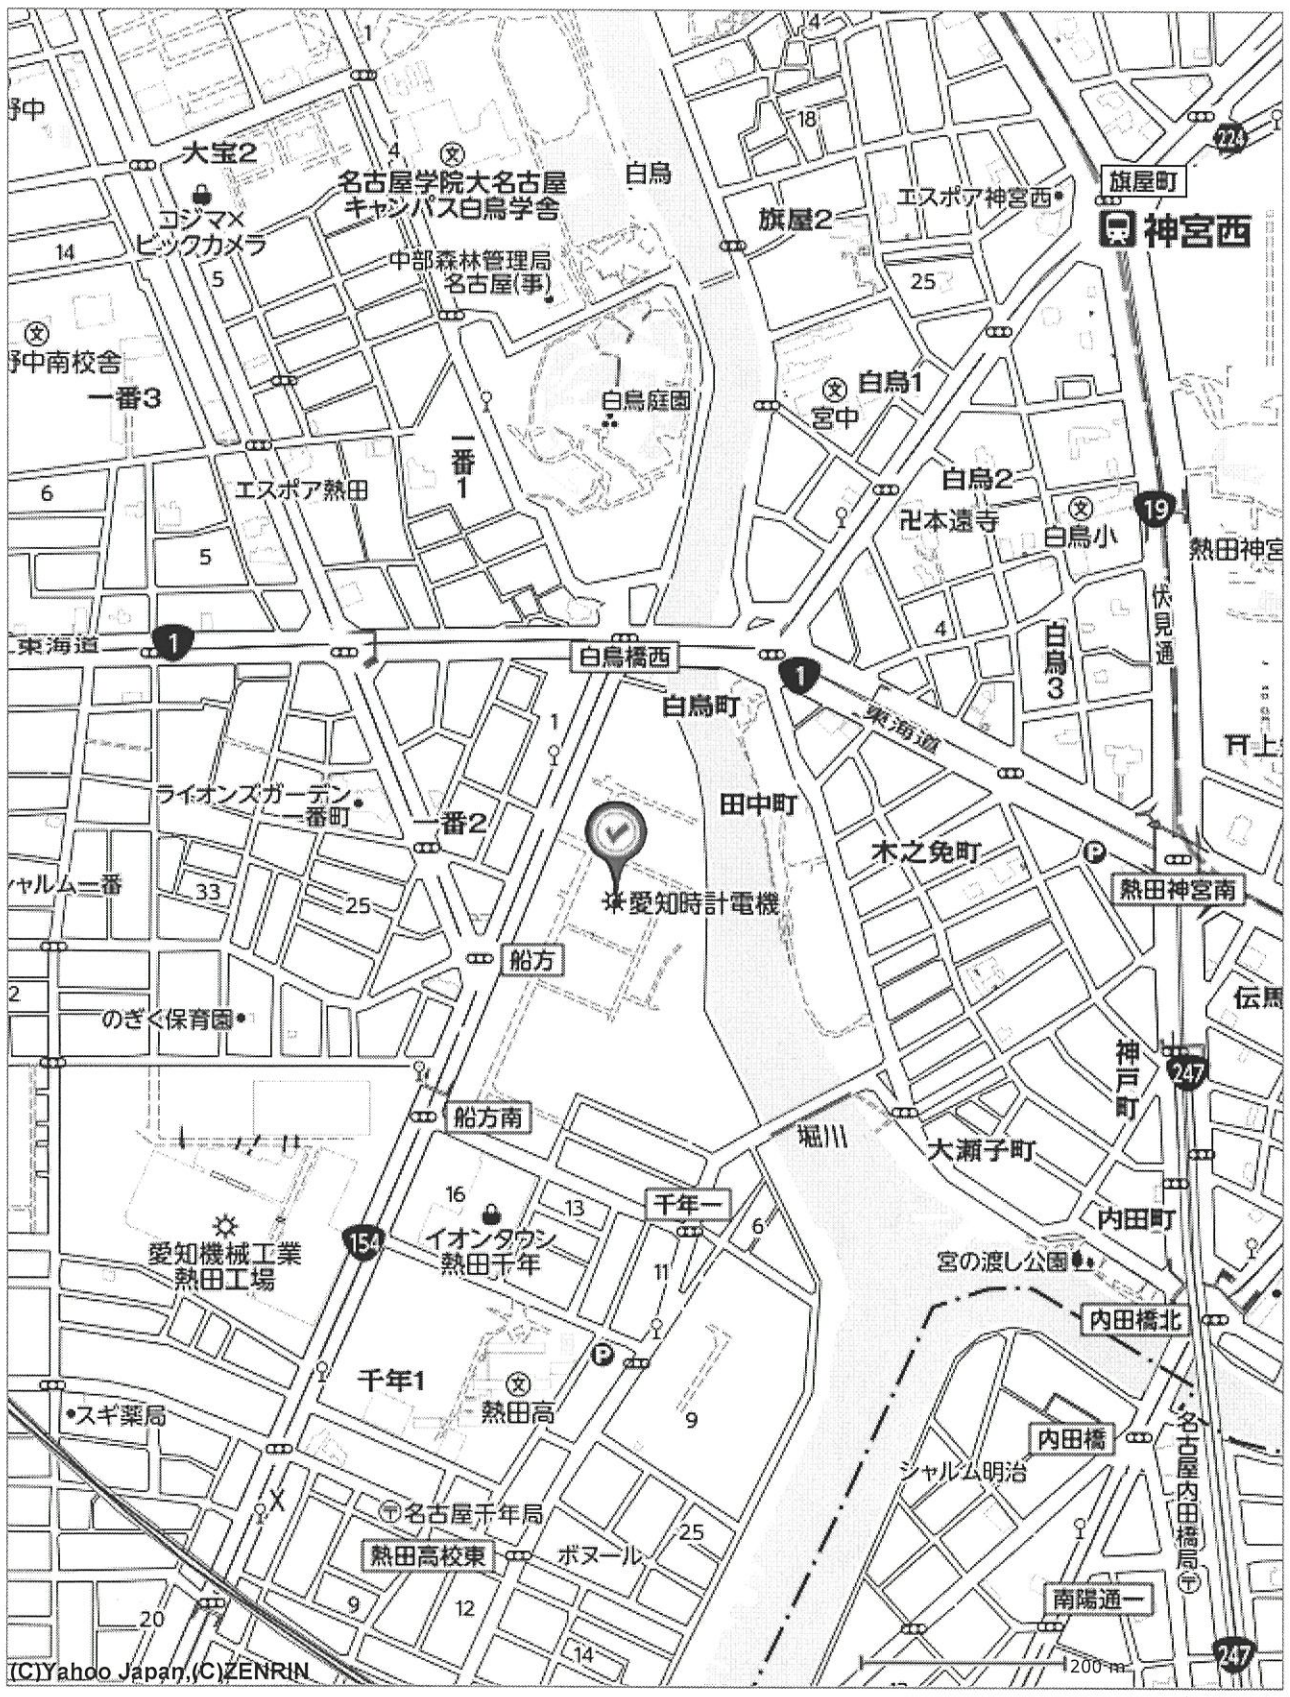 1
4
野中
大宝2
4
18
224
コジマ×
ビックカメラ
名古屋学院大名古屋
キャンパス白鳥学舎
白鳥
旗屋町
エスポア神宮西
旗屋2
神宮西
14
5
中部森林管理局
名古屋(事)
25
野中南校舎
一番3
白鳥庭園
白鳥1
宮中
一番1
6
エスポア熱田
白鳥2
卍本遠寺
白鳥小
19
熱田神宮
5
伏見通
東海道
1
白鳥橋西
4
白鳥3
1
白鳥町
1
東海道
上
ライオンズガーデン
一番町
一番2
田中町
木之免町
シャルム一番
33
25
愛知時計電機
熱田神宮南
船方
2
のぎく保育園
伝馬
神戸町
247
船方南
堀川
大瀬子町
16
13
千年一
6
内田町
154
イオンタウン
熱田千年
愛知機械工業
熱田工場
11
宮の渡し公園
内田橋北
千年1
熱田高
9
スギ薬局
内田橋
シャルム明治
名古屋内田橋局
X
名古屋千年局
25
熱田高校東
ボヌール
9
12
20
14
南陽通一
247
200 m
(C)Yahoo Japan,(C)ZENRIN